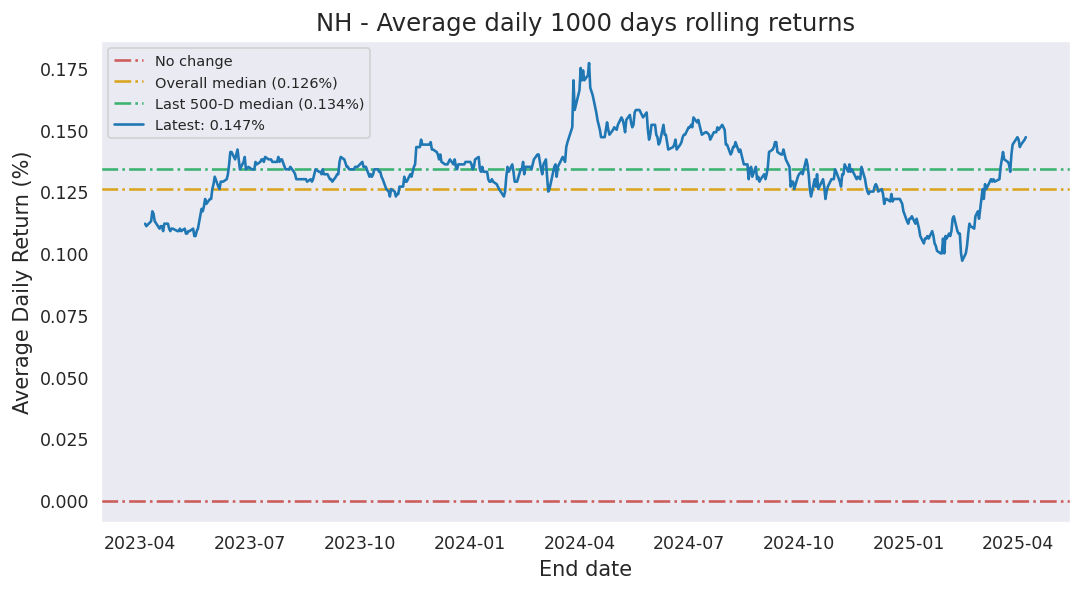 NH - Average daily 1000 days rolling returns
No change
Overall median (0.126%)
Last 500-D median (0.134%)
Latest: 0.147%
Average Daily Return (%)
0.175
0.150
0.125
0.100
0.075
0.050
0.025
0.000
2023-04 2023-07 2023-10 2024-01 2024-04 2024-07 2024-10 2025-01 2025-04
End date